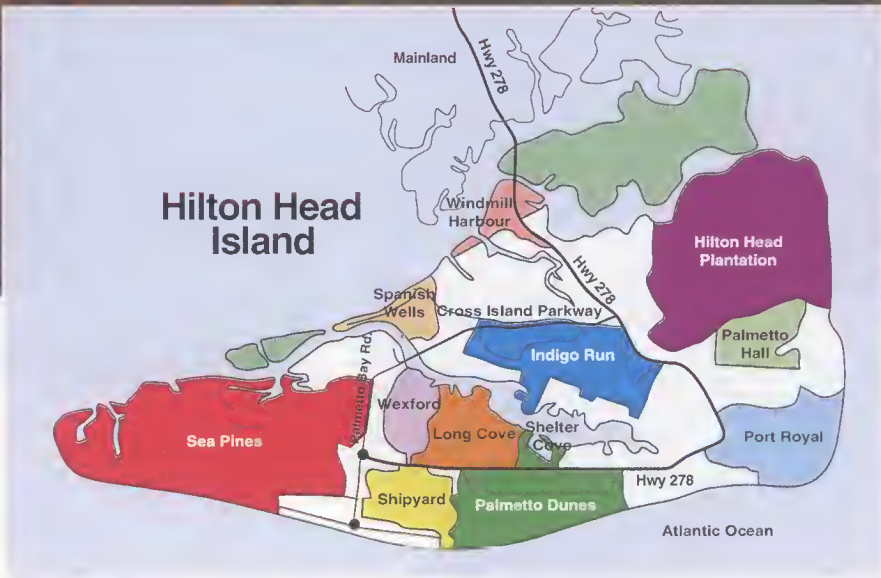 Mainland
Hwy 278
Hilton Head
Island
Windmill
Harbour
Hilton Head
Plantation
Hwy 278
Spanish
Wells
Cross Island Parkway
Palmetto
Hall
Indigo Run
Palmetto Bay Rd.
Wexford
Sea Pines
Long Cove
Shelter
Cove
Port Royal
Hwy 278
Shipyard
Palmetto Dunes
Atlantic Ocean